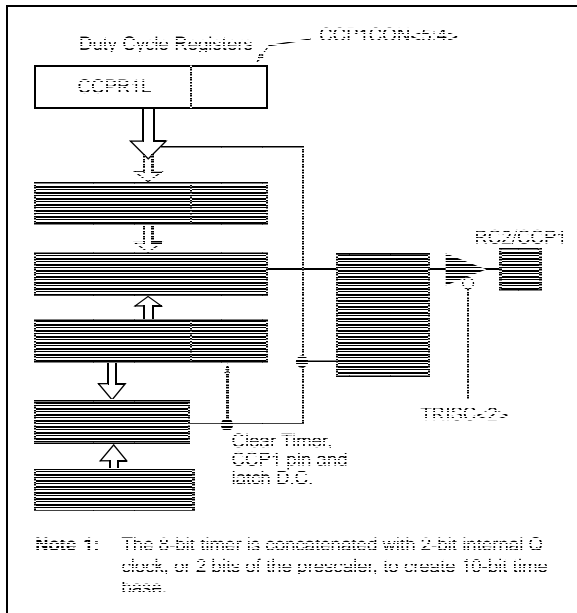 Duty Cycle Registers
CCP1CON<5:4>
CCPR1L
RC2/CCP1
TRISC<2>
Clear Timer,
CCP1 pin and
latch D.C.
Note 1: The 8-bit timer is concatenated with 2-bit internal Q
clock, or 2 bits of the prescaler, to create 10-bit time
base.